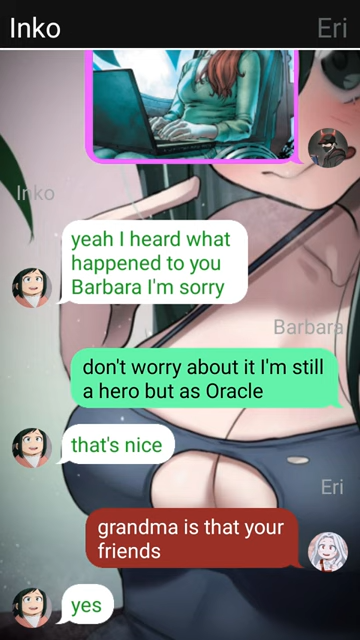 Inko
Eri
Inko
yeah I heard what
happened to you
Barbara I'm sorry
Barbara
don't worry about it I'm still
a hero but as Oracle
that's nice
Eri
grandma is that your
friends
yes